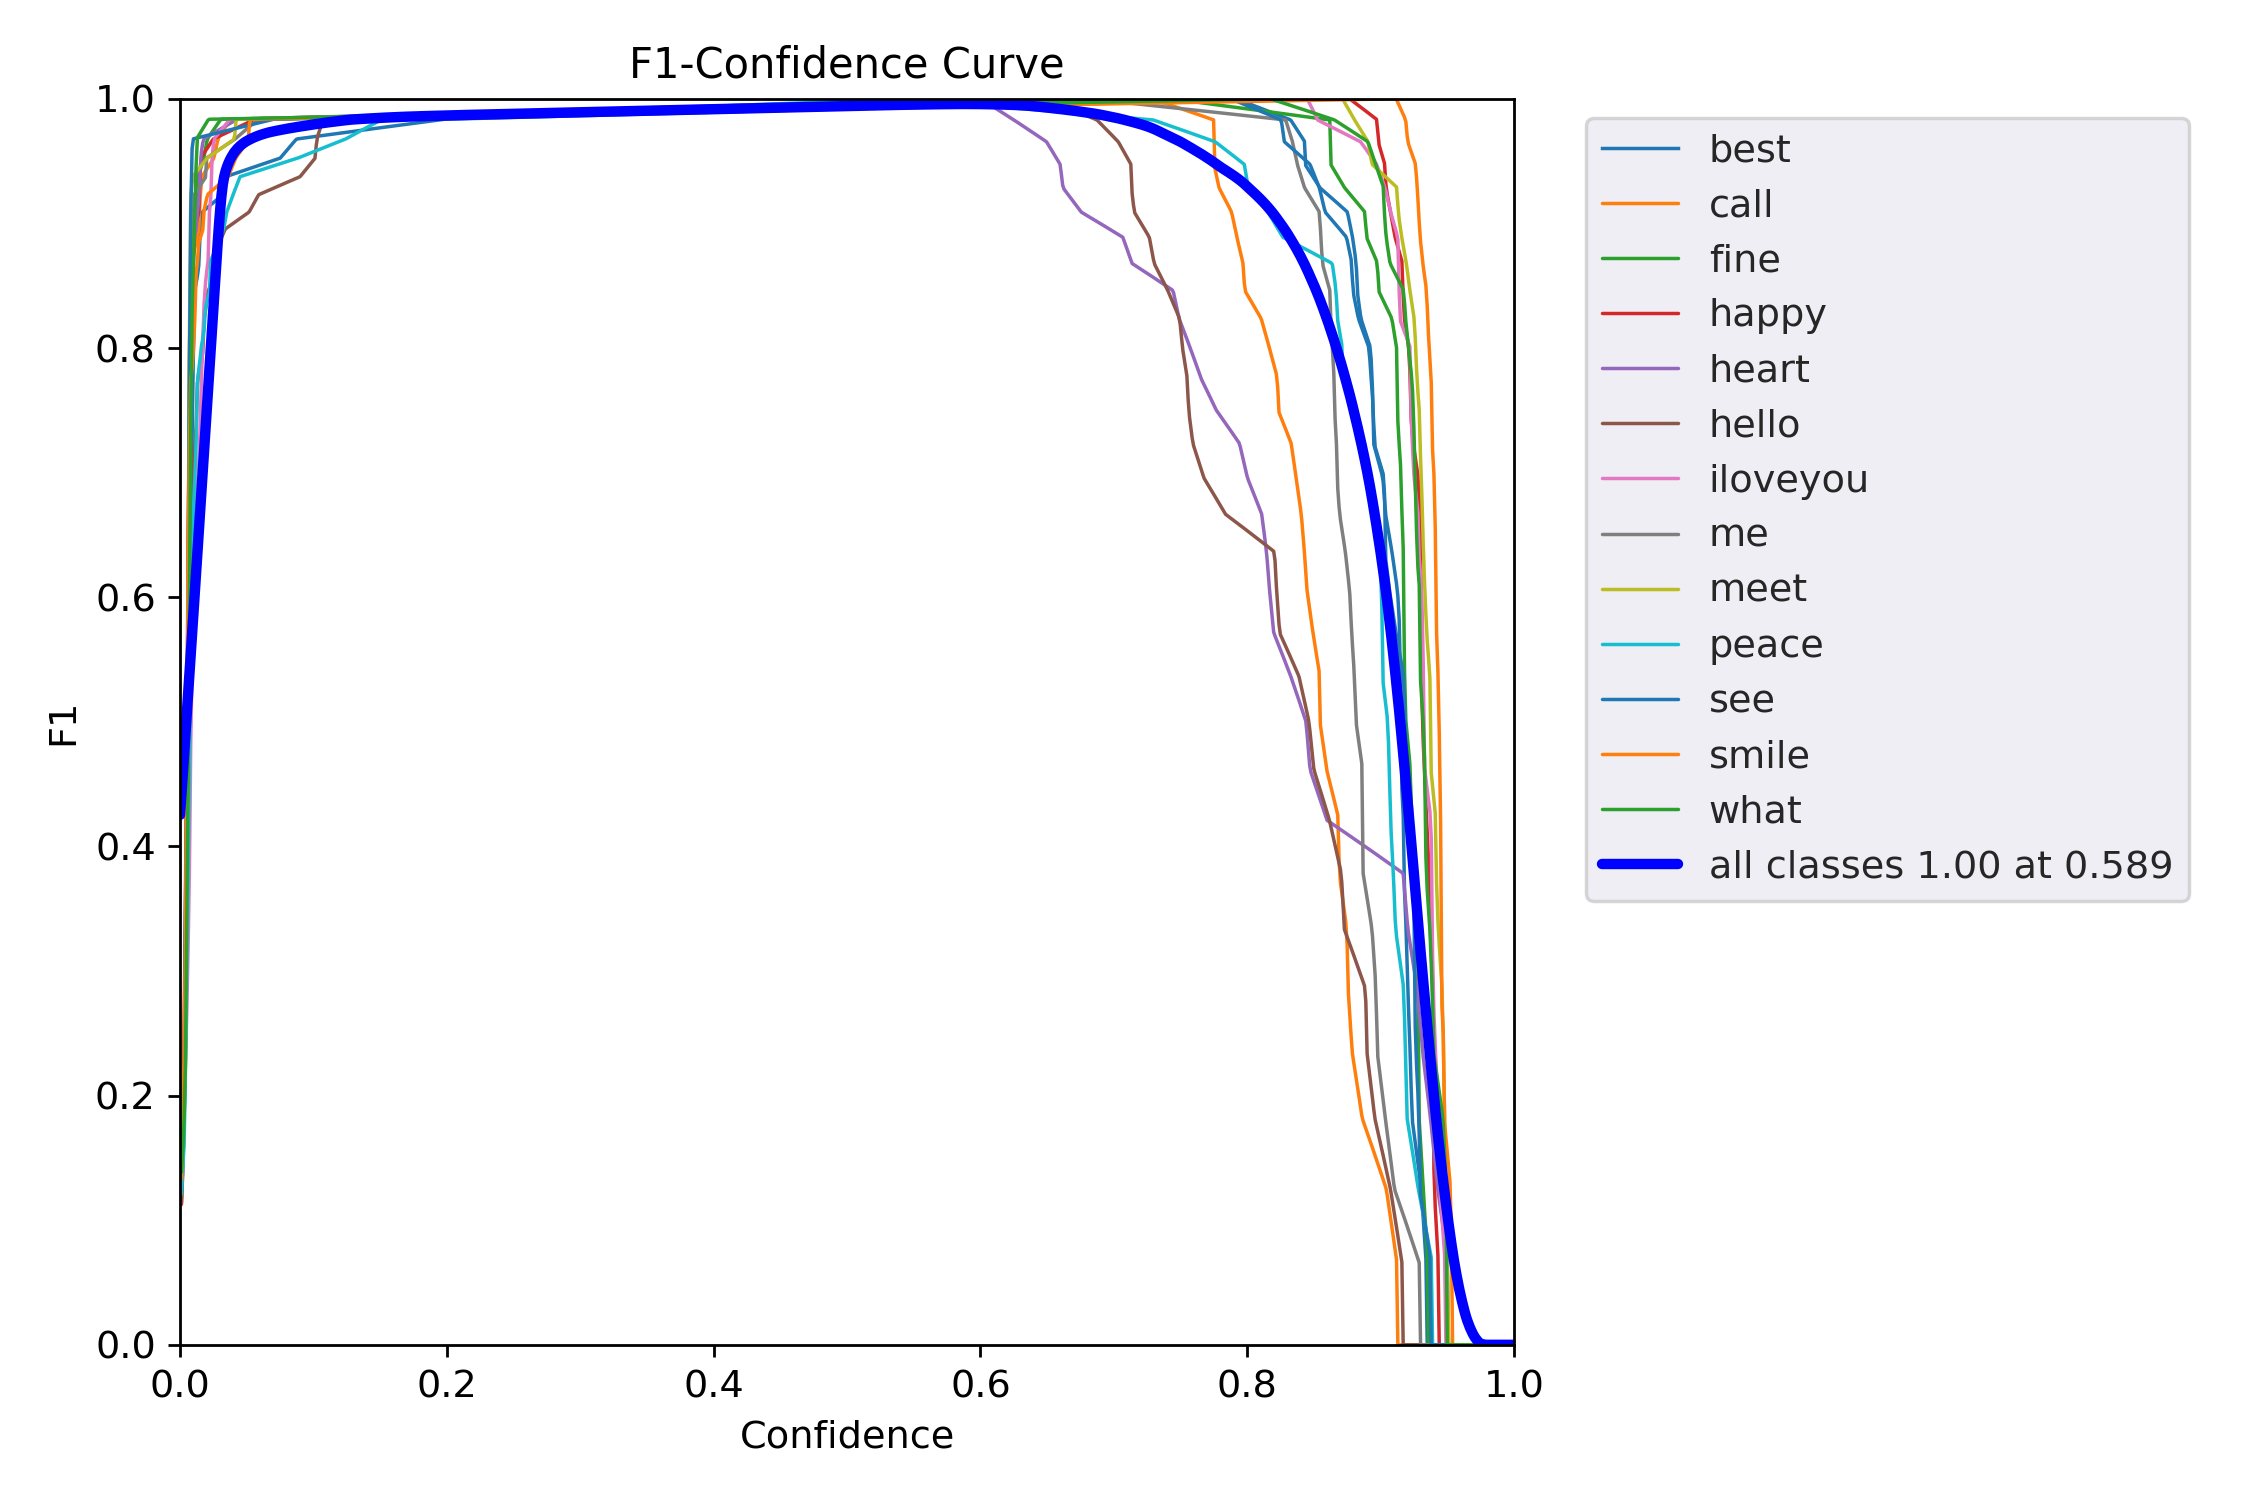 F1-Confidence Curve
1.0
0.8
0.6
0.4
0.2
0.0
F1
0.0 0.2 0.4 0.6 0.8 1.0
Confidence
best
call
fine
happy
heart
hello
iloveyou
me
meet
peace
see
smile
what
all classes 1.00 at 0.589